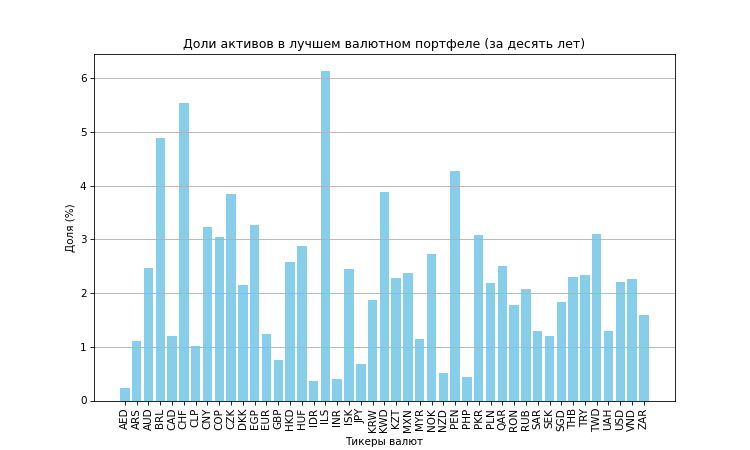 Доли активов в лучшем валютном портфеле (за десять лет)
Доля (%)
6
5
4
3
2
1
0
AED ARS AUD BRL CAD CHF CLP CNY COP CZK DKK EGP EUR GBP HKD HUF IDR ILS INR ISK JPY KRW KWD KZT MXN MYR NOK NZD PEN PHP PKR PLN QAR RON RUB SAR SEK SGD THB TRY TWD UAH USD VND ZAR
Тикеры валют